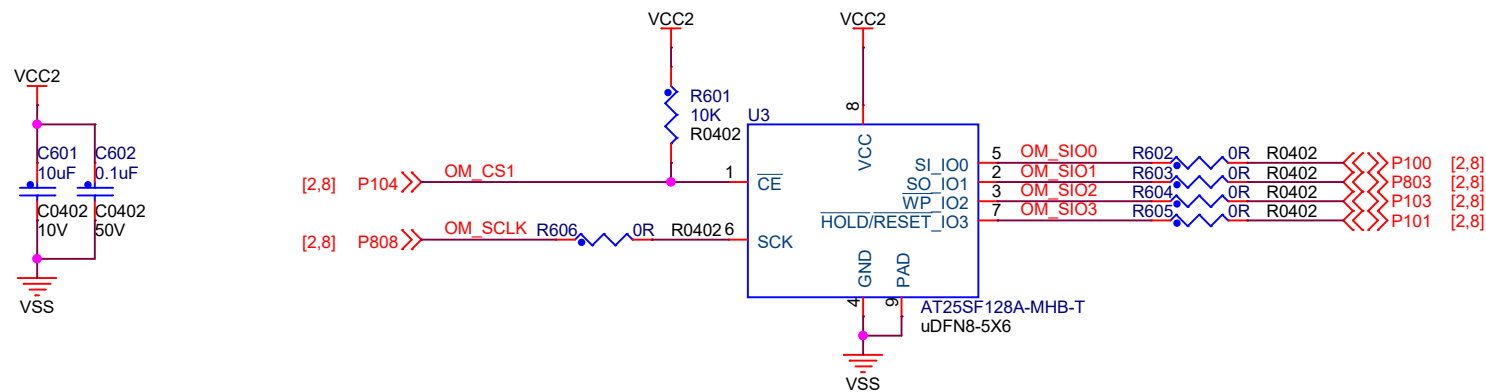 VCC2
C601
10uF
C0402
10V
C602
0.1uF
C0402
50V
VSS
VCC2
R601
10K
R0402
VCC2
8
U3
VCC
[2,8] P104 OM_CS1 1 CE
[2,8] P808 OM_SCLK R606 0R R0402 6 SCK
SI_IO0 5 OM_SIO0 R602 0R R0402 P100 [2,8]
SO_IO1 2 OM_SIO1 R603 0R R0402 P803 [2,8]
WP_IO2 3 OM_SIO2 R604 0R R0402 P103 [2,8]
HOLD/RESET_IO3 7 OM_SIO3 R605 0R R0402 P101 [2,8]
GND
PAD
4
9
AT25SF128A-MHB-T
uDFN8-5X6
VSS